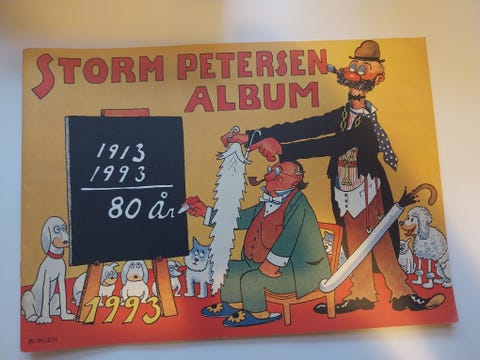 STORM PETERSEN
ALBUM
1913
1993
80 år
1993
BORGEN